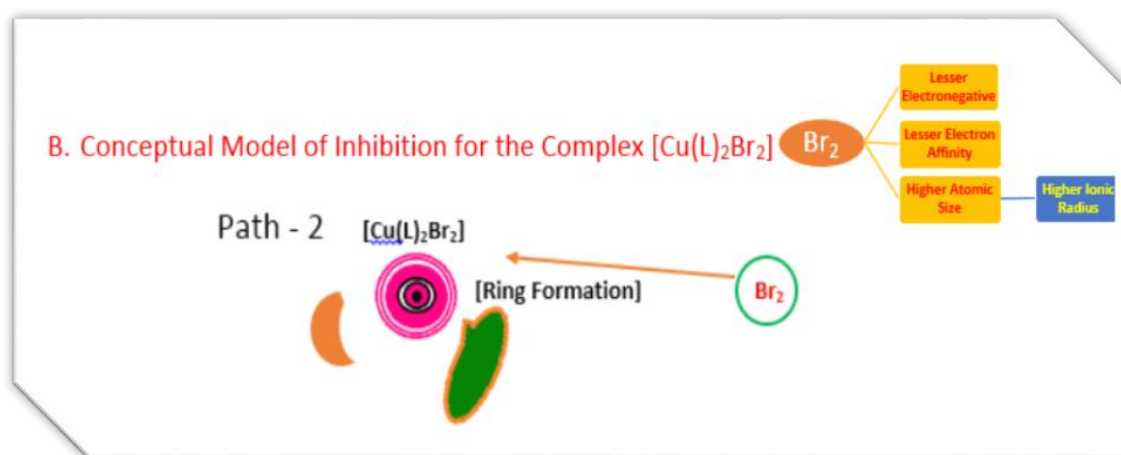 Lesser
Electronegative
B. Conceptual Model of Inhibition for the Complex [Cu(L)₂Br₂]
Br₂
Lesser Electron
Affinity
Higher Atomic
Size
Higher Ionic
Radius
Path - 2
[Cu(L)₂Br₂]
[Ring Formation]
Br₂